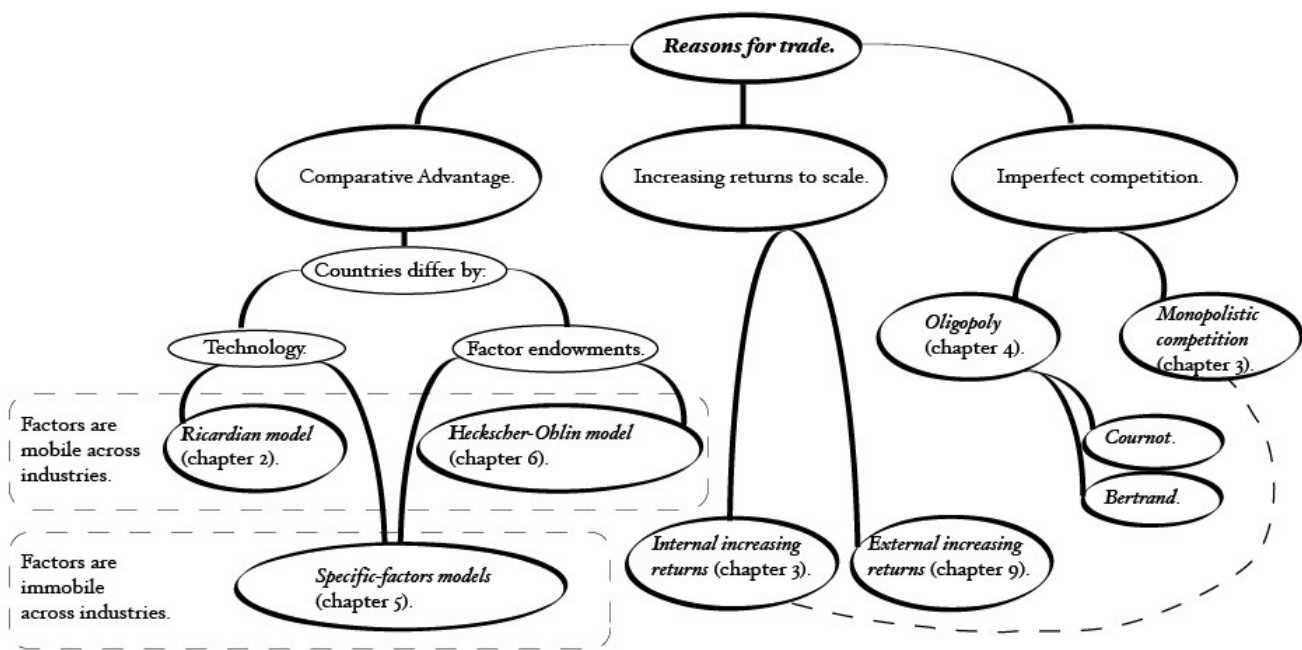 Reasons for trade.
Comparative Advantage.
Increasing returns to scale.
Imperfect competition.
Countries differ by:
Technology.
Factor endowments.
Oligopoly
(chapter 4).
Monopolistic
competition
(chapter 3).
Factors are
mobile across
industries.
Ricardian model
(chapter 2).
Heckscher-Ohlin model
(chapter 6).
Cournot.
Bertrand.
Factors are
immobile
across industries.
Specific-factors models
(chapter 5).
Internal increasing
returns (chapter 3).
External increasing
returns (chapter 9).